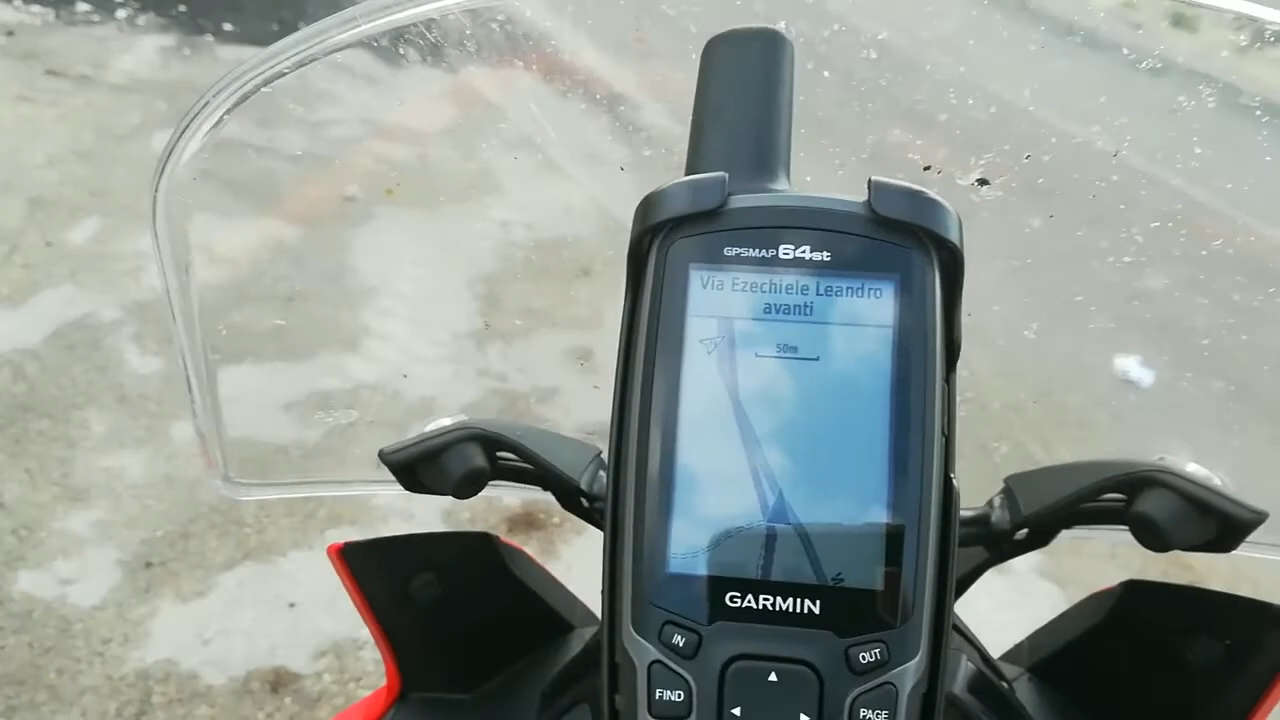 GPSMAP 64st
Via Ezechiele Leandro
avanti
50m
GARMIN
IN
OUT
FIND
PAGE